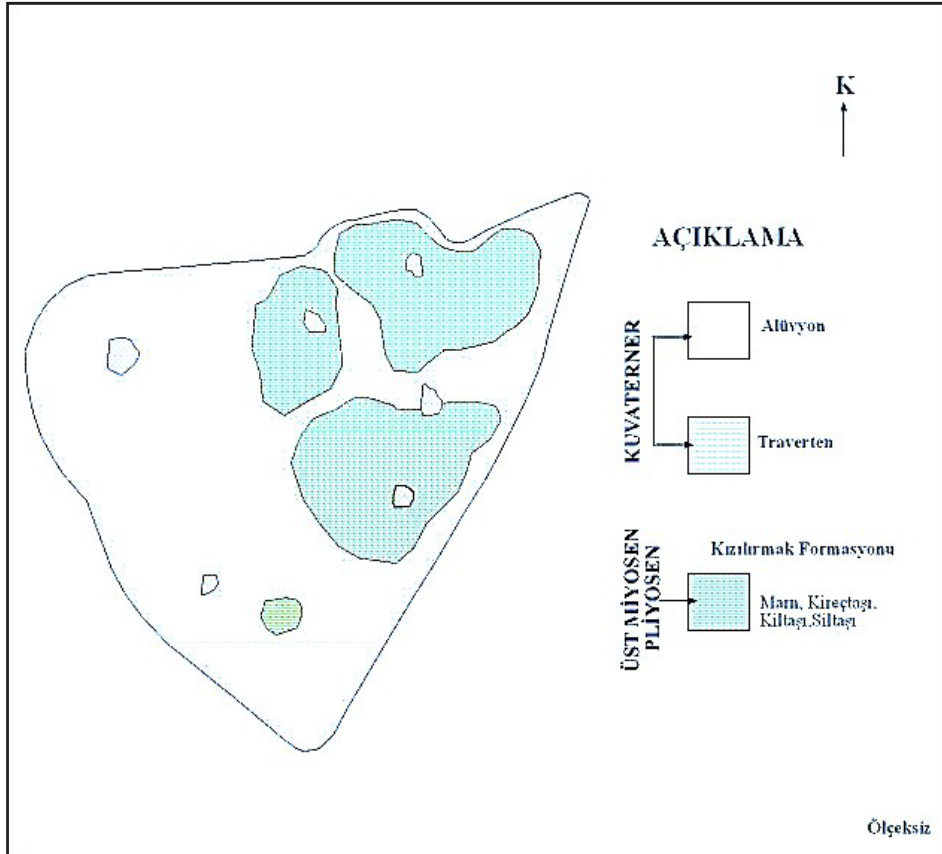 K
AÇIKLAMA
KUVATERNER
Alüvyon
Traverten
ÜST MİYOSEN
PLİYOSEN
Kızılırmak Formasyonu
Marn, Kireçtaşı,
Kiltaşı,Siltaşı
Ölçeksiz